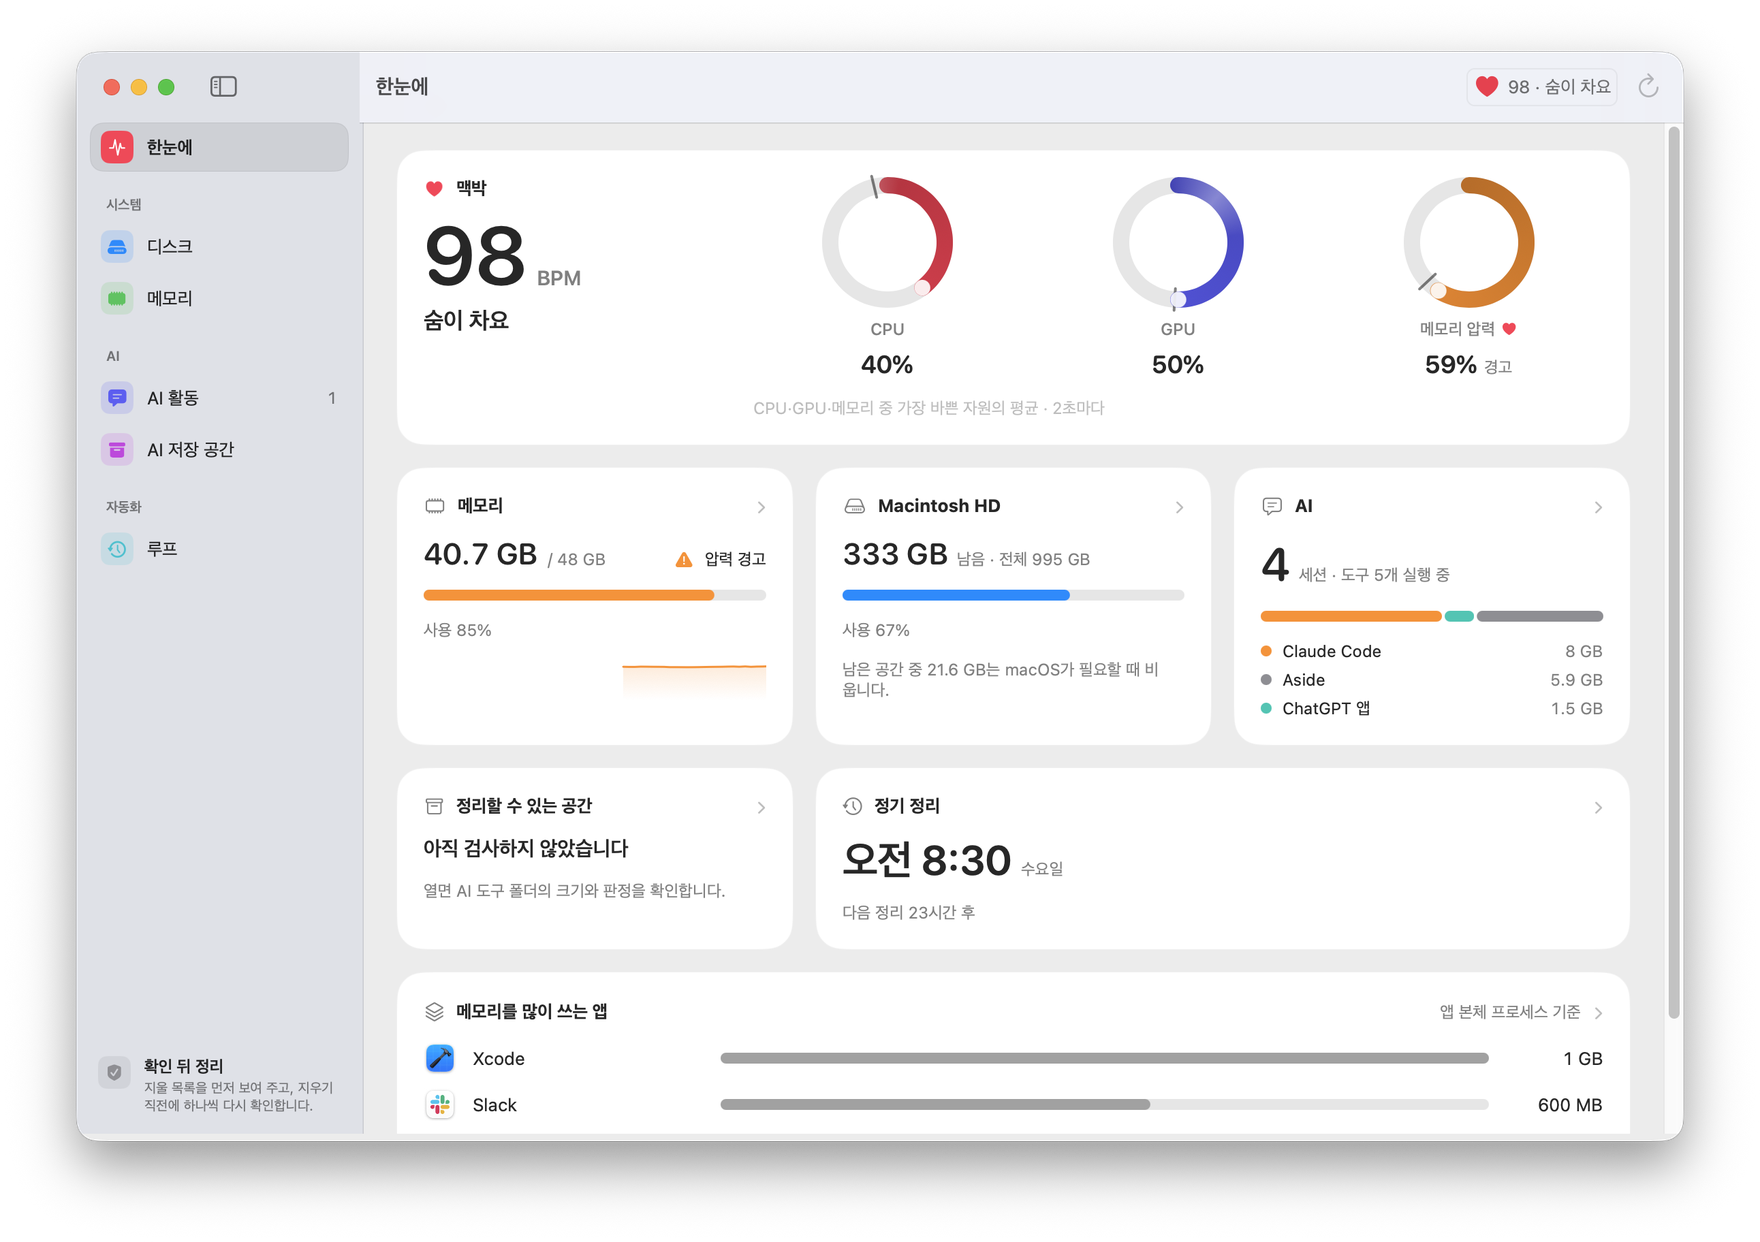 한눈에
98 · 숨이 차요
한눈에
시스템
디스크
메모리
AI
AI 활동 1
AI 저장 공간
자동화
루프
확인 뒤 정리
지울 목록을 먼저 보여 주고, 지우기
직전에 하나씩 다시 확인합니다.
맥박
98 BPM
숨이 차요
CPU
40%
GPU
50%
메모리 압력
59% 경고
CPU·GPU·메모리 중 가장 바쁜 자원의 평균 · 2초마다
메모리
40.7 GB / 48 GB
압력 경고
사용 85%
Macintosh HD
333 GB 남음 · 전체 995 GB
사용 67%
남은 공간 중 21.6 GB는 macOS가 필요할 때 비
웁니다.
AI
4 세션 · 도구 5개 실행 중
Claude Code 8 GB
Aside 5.9 GB
ChatGPT 앱 1.5 GB
정리할 수 있는 공간
아직 검사하지 않았습니다
열면 AI 도구 폴더의 크기와 판정을 확인합니다.
정기 정리
오전 8:30 수요일
다음 정리 23시간 후
메모리를 많이 쓰는 앱
앱 본체 프로세스 기준
Xcode 1 GB
Slack 600 MB